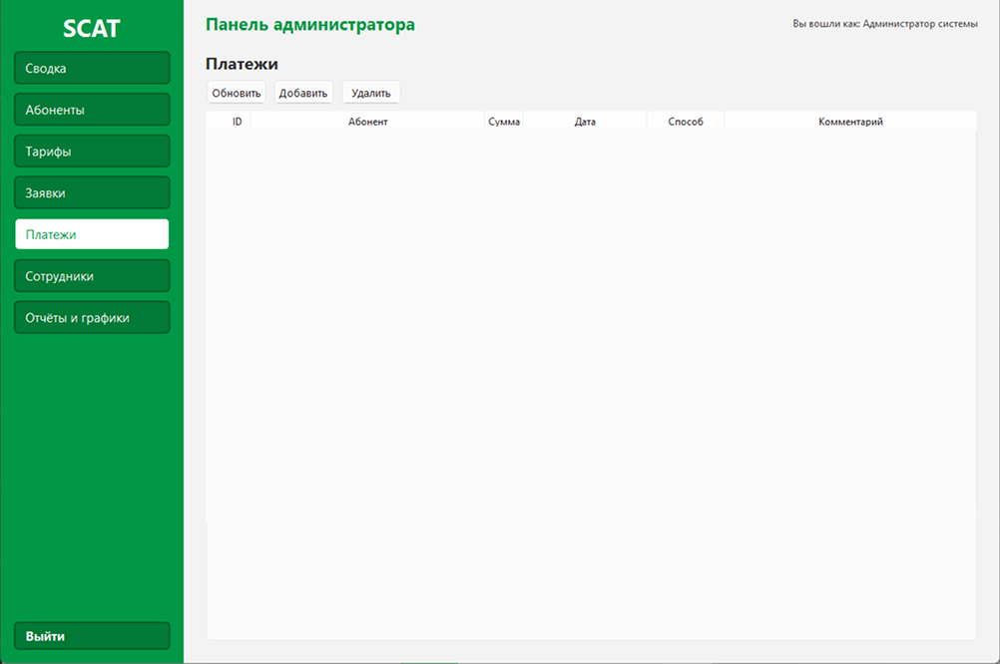 SCAT
Сводка
Абоненты
Тарифы
Заявки
Платежи
Сотрудники
Отчёты и графики
Выйти
Панель администратора
Вы вошли как: Администратор системы
Платежи
Обновить Добавить Удалить
ID Абонент Сумма Дата Способ Комментарий